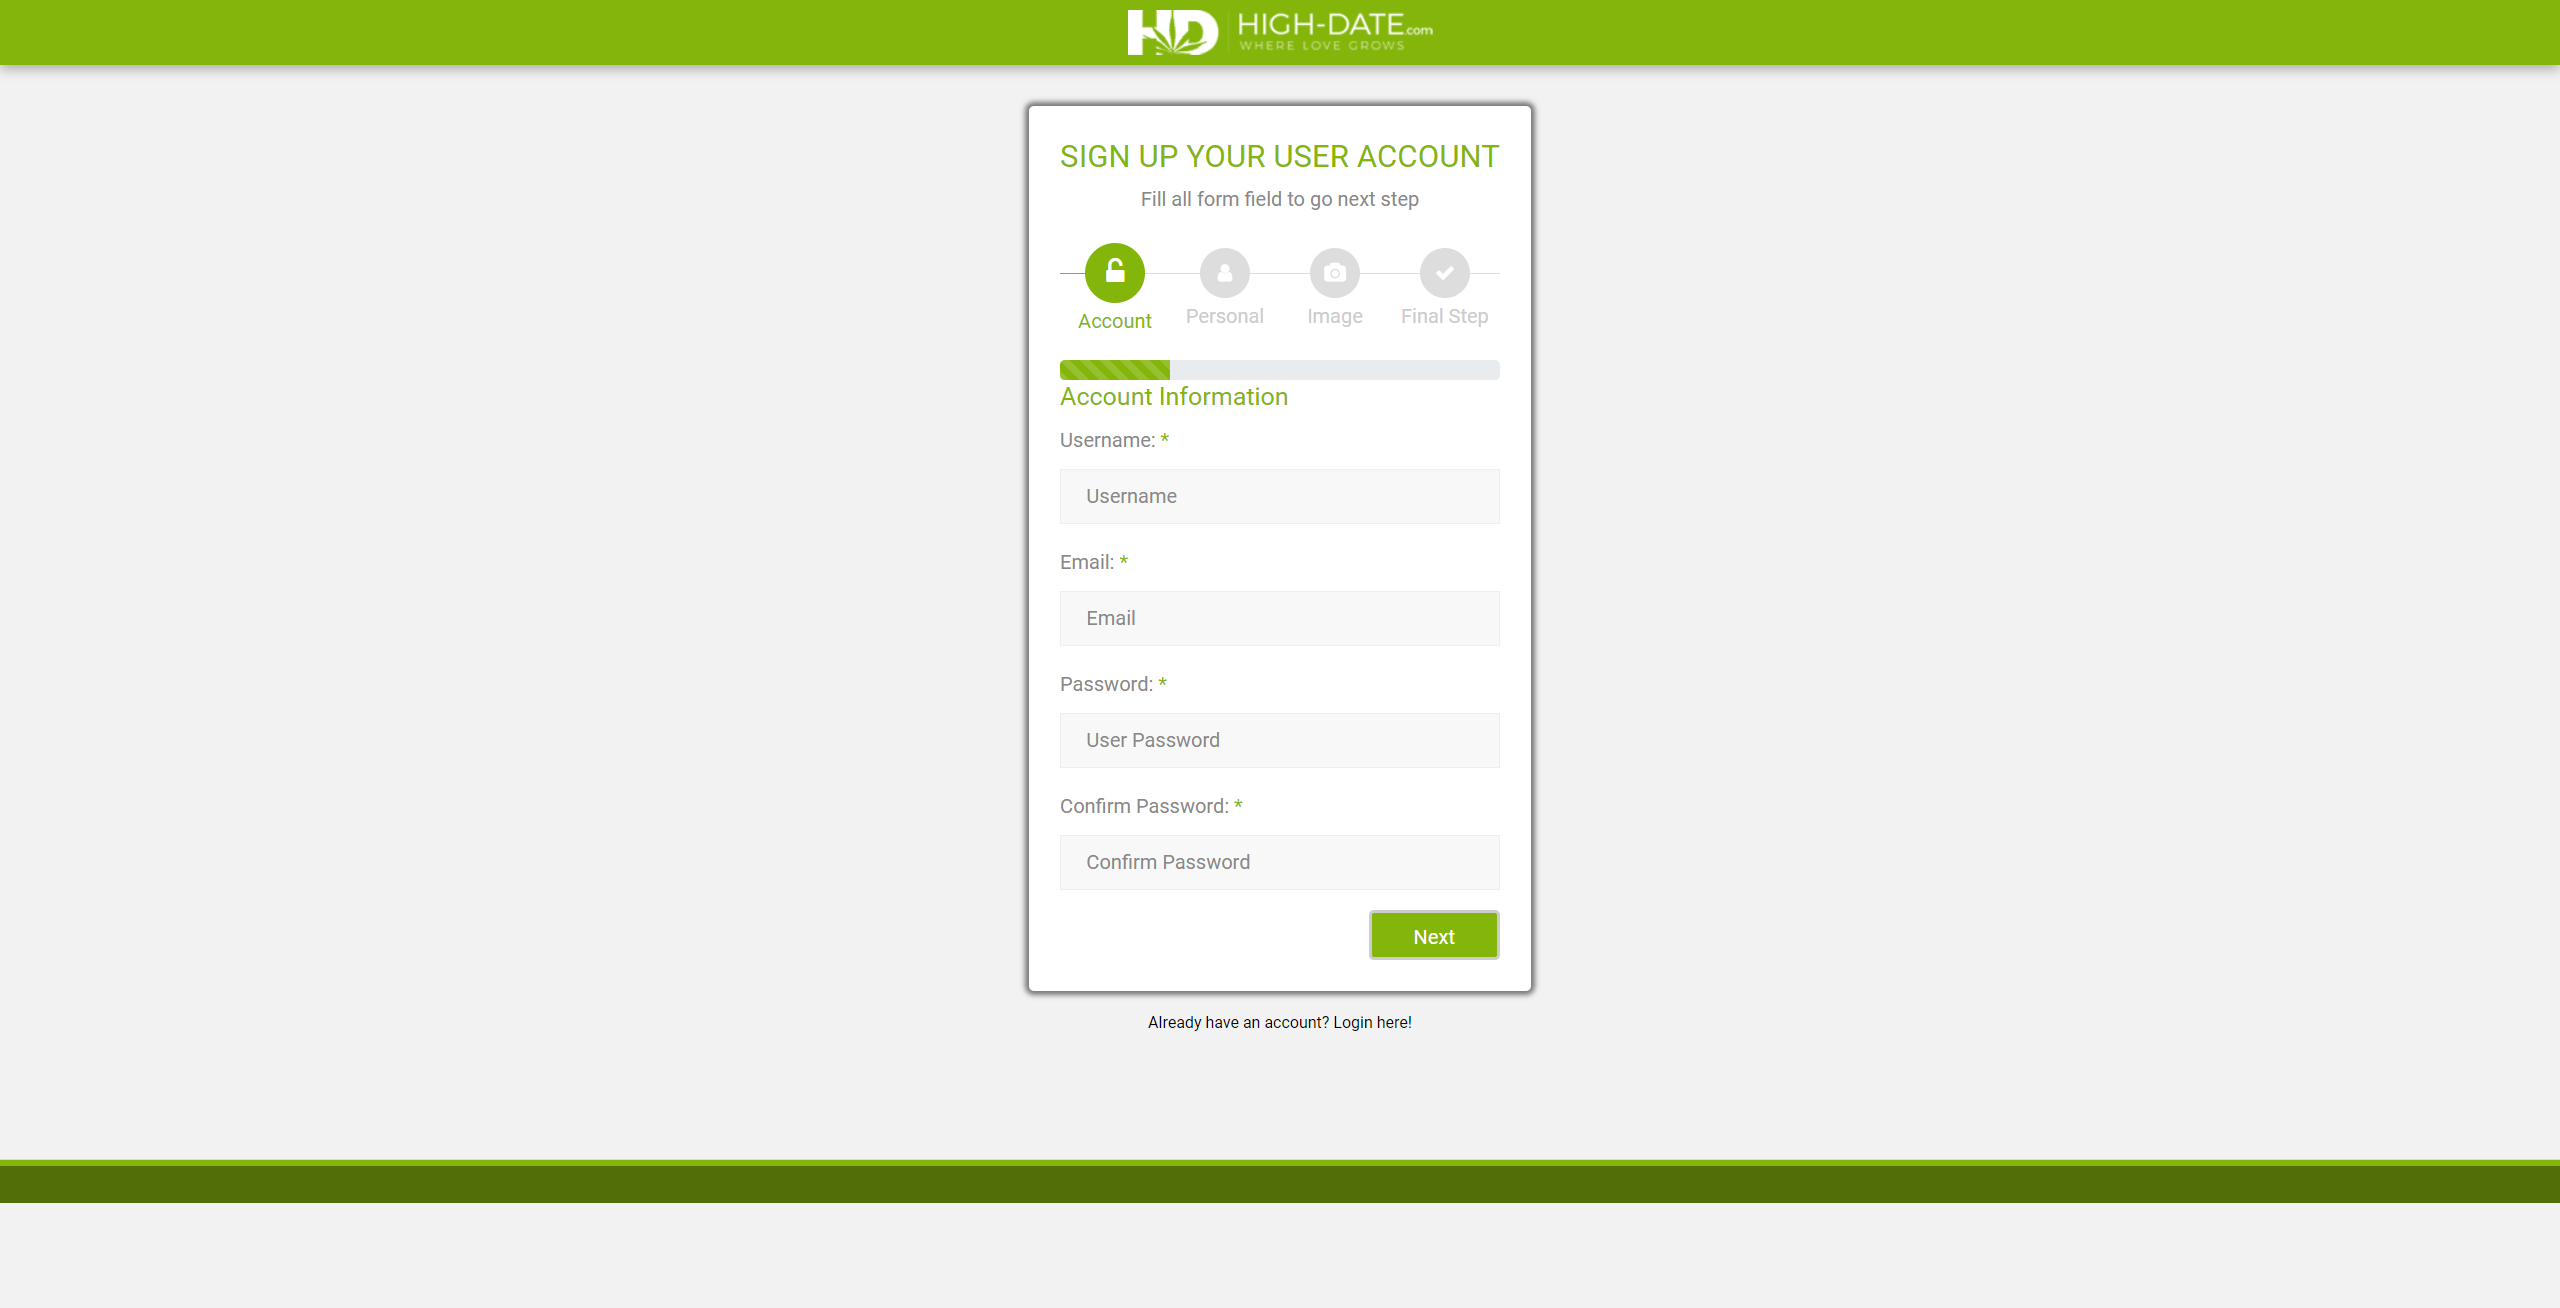 HD HIGH-DATE.com
WHERE LOVE GROWS
SIGN UP YOUR USER ACCOUNT
Fill all form field to go next step
Account Personal Image Final Step
Account Information
Username: *
Username
Email: *
Email
Password: *
User Password
Confirm Password: *
Confirm Password
Next
Already have an account? Login here!